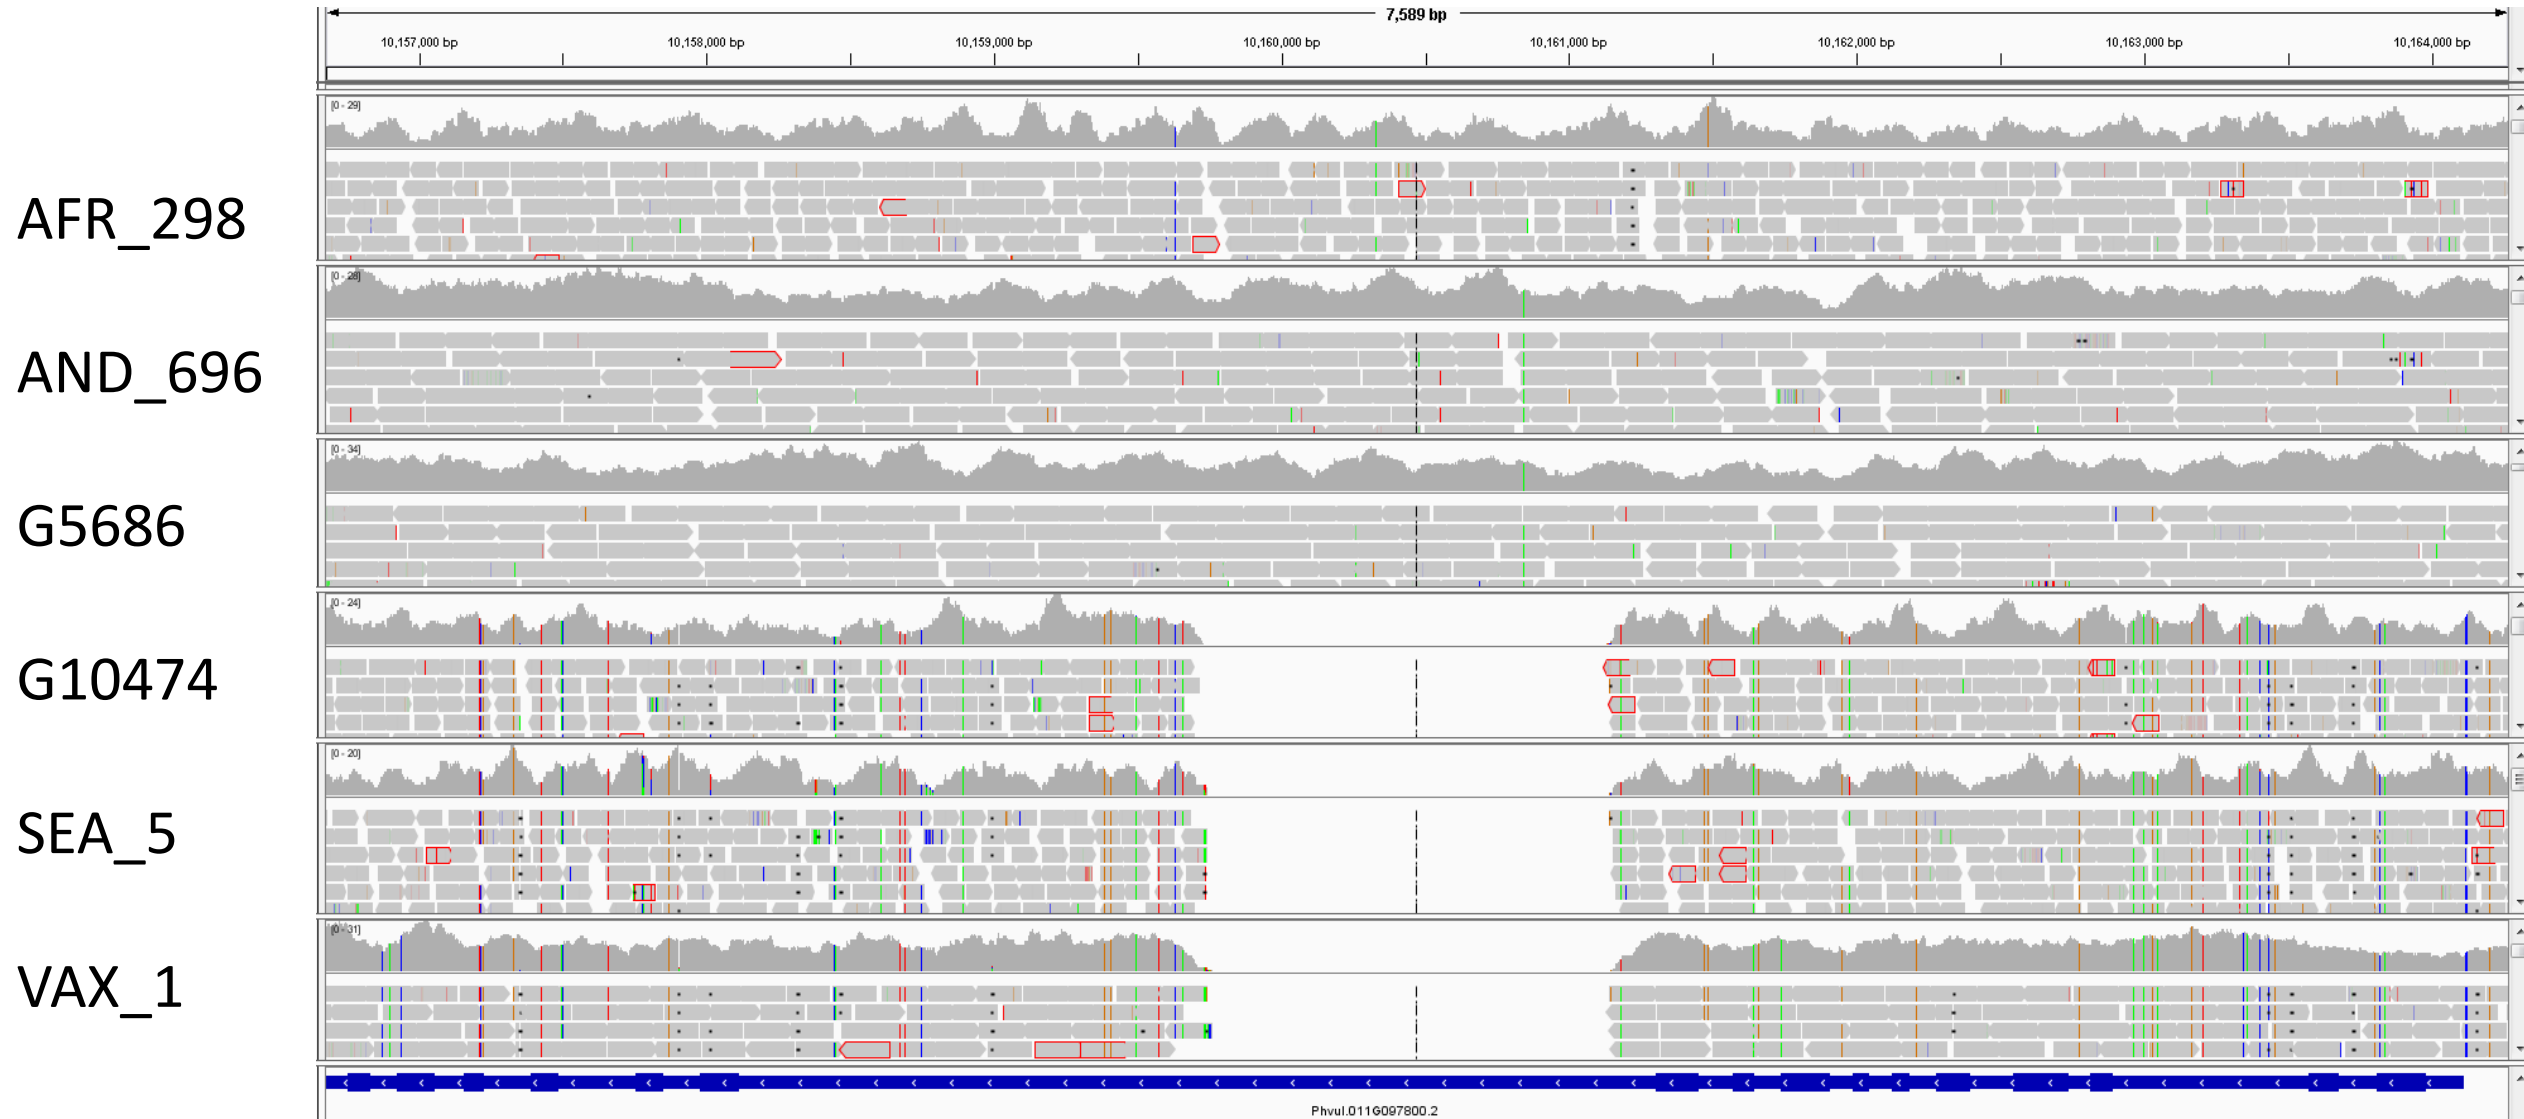 7,589 bp
10,157,000 bp 10,158,000 bp 10,159,000 bp 10,160,000 bp 10,161,000 bp 10,162,000 bp 10,163,000 bp 10,164,000 bp
[0 - 29]
AFR_298
[0 - 28]
AND_696
[0 - 34]
G5686
[0 - 24]
G10474
[0 - 20]
SEA_5
[0 - 31]
VAX_1
Phvul.011G097800.2